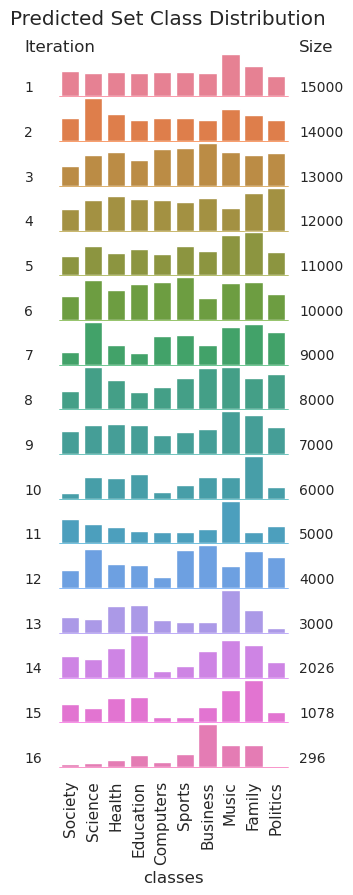 Predicted Set Class Distribution
Iteration Size
1 15000
2 14000
3 13000
4 12000
5 11000
6 10000
7 9000
8 8000
9 7000
10 6000
11 5000
12 4000
13 3000
14 2026
15 1078
16 296
Society
Science
Health
Education
Computers
Sports
Business
Music
Family
Politics
classes